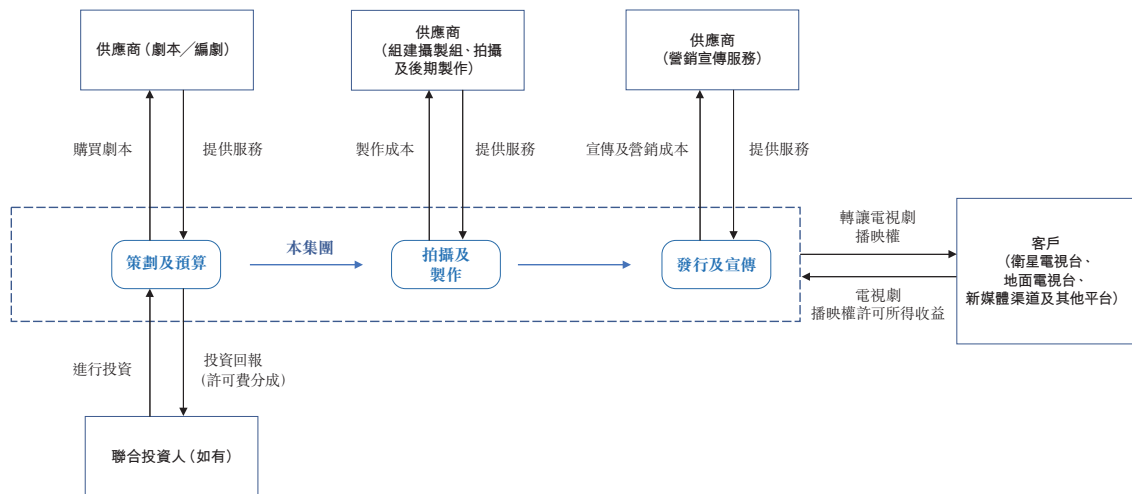 供應商（劇本／編劇）
供應商
（組建攝製組、拍攝
及後期製作）
供應商
（營銷宣傳服務）
購買劇本
提供服務
製作成本
提供服務
宣傳及營銷成本
提供服務
本集團
策劃及預算
拍攝及
製作
發行及宣傳
轉讓電視劇
播映權
電視劇
播映權許可所得收益
客戶
（衛星電視台、
地面電視台、
新媒體渠道及其他平台）
進行投資
投資回報
（許可費分成）
聯合投資人（如有）